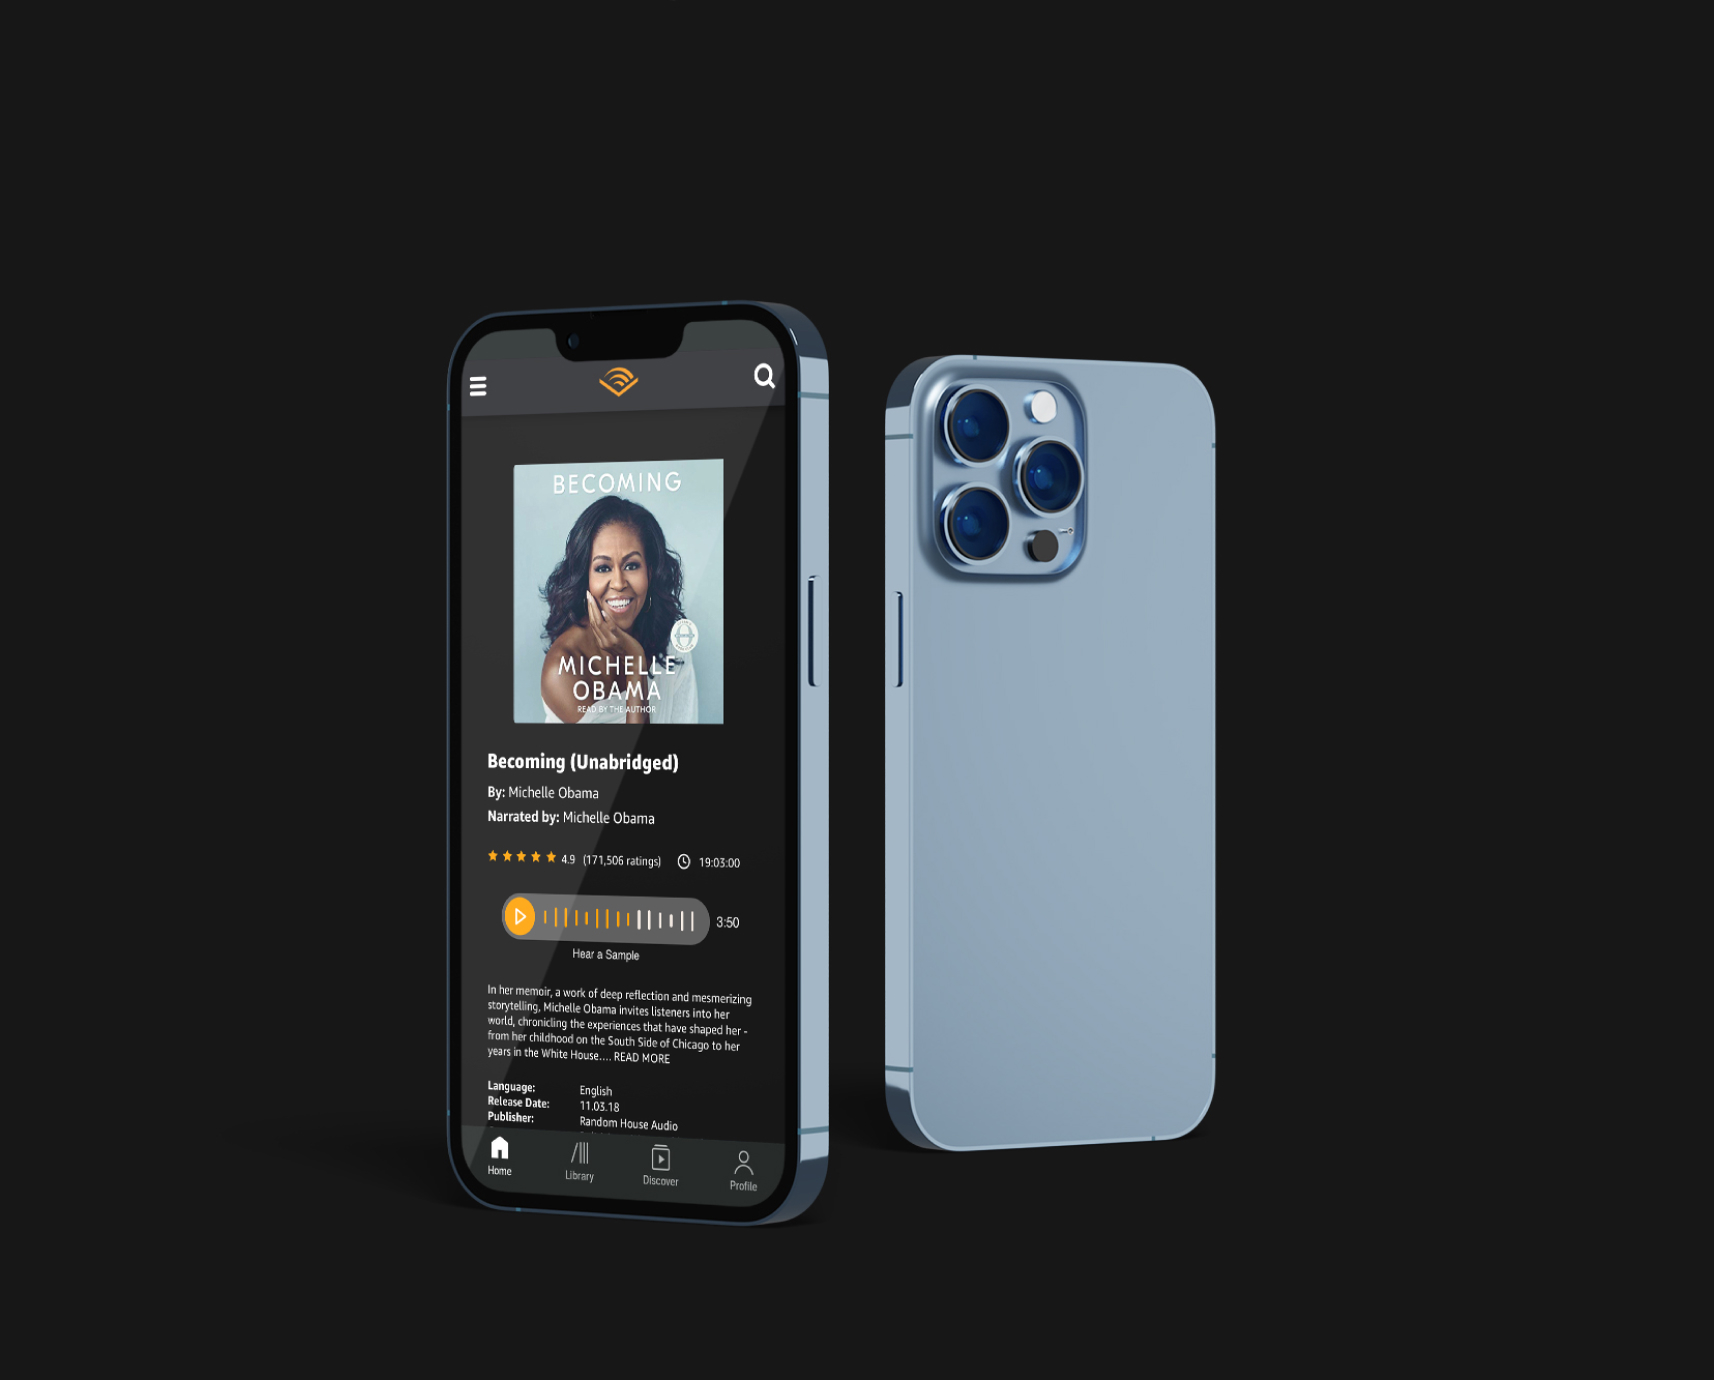 BECOMING
MICHELLE
OBAMA
READ BY THE AUTHOR
Becoming (Unabridged)
By: Michelle Obama
Narrated by: Michelle Obama
4.9 (171,506 ratings) 19:03:00
3:50
Hear a Sample
In her memoir, a work of deep reflection and mesmerizing
storytelling, Michelle Obama invites listeners into her
world, chronicling the experiences that have shaped her -
from her childhood on the South Side of Chicago to her
years in the White House.... READ MORE
Language: English
Release Date: 11.03.18
Publisher: Random House Audio
Home Library Discover Profile